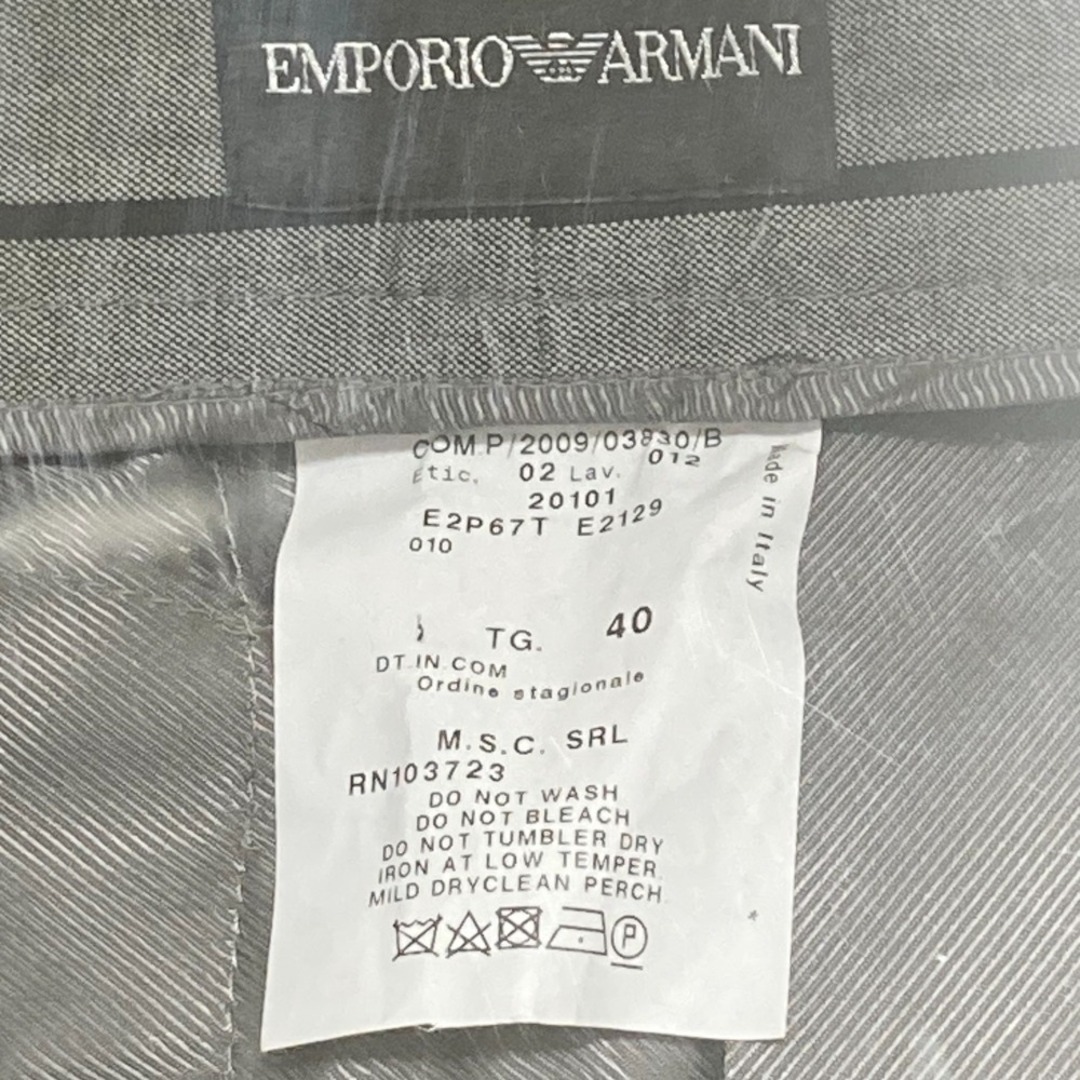 EMPORIO ARMANI
COM.P/2009/03830/B
Etic. 02 Lav. 012
20101
E2P67T E2129
010
TG. 40
DT.IN.COM
Ordine stagionale
M.S.C. SRL
RN103723
DO NOT WASH
DO NOT BLEACH
DO NOT TUMBLER DRY
IRON AT LOW TEMPER.
MILD DRYCLEAN PERCH.
P
Made in Italy